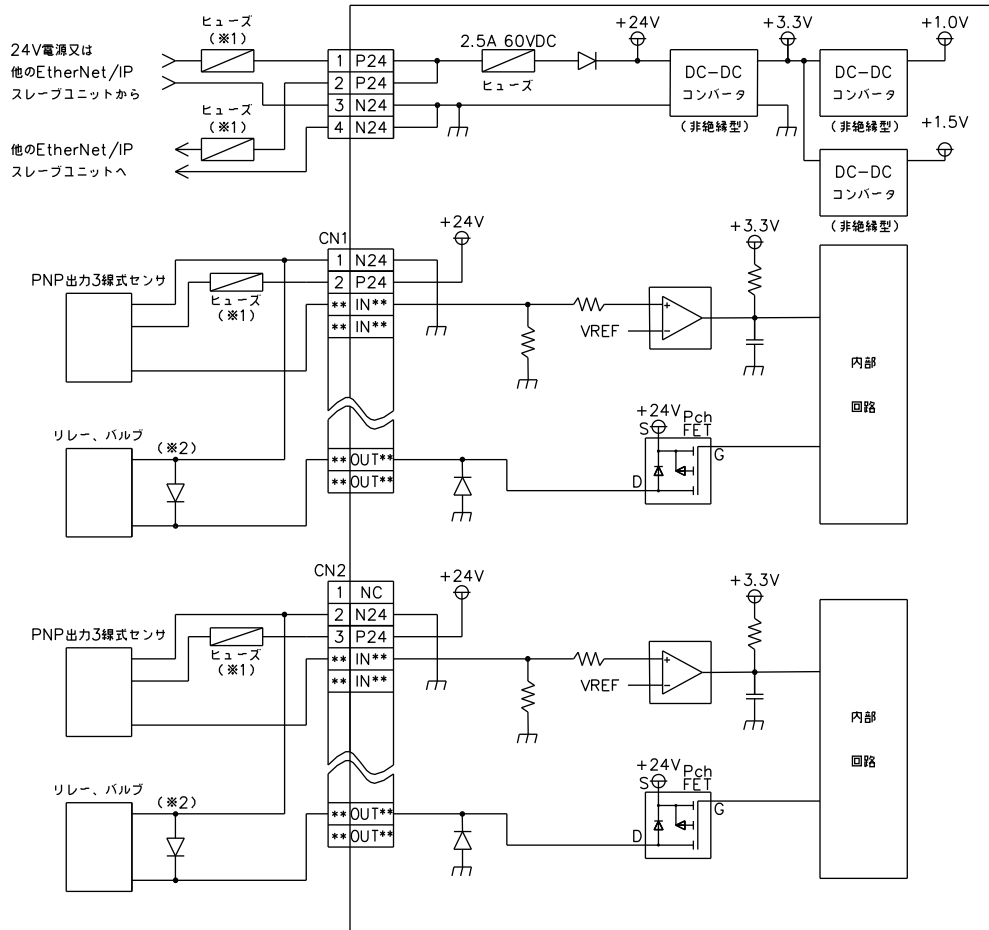 24V電源又は
他のEtherNet/IP
スレーブユニットから
ヒューズ
(※1)
ヒューズ
(※1)
他のEtherNet/IP
スレーブユニットへ
1 P24
2 P24
3 N24
4 N24
2.5A 60VDC
ヒューズ
+24V
DC-DC
コンバータ
(非絶縁型)
+3.3V
DC-DC
コンバータ
(非絶縁型)
+1.0V
DC-DC
コンバータ
(非絶縁型)
+1.5V
CN1
1 N24
2 P24
** IN**
** IN**
** OUT**
** OUT**
PNP出力3線式センサ
ヒューズ
(※1)
リレー、バルブ
(※2)
+24V
VREF
+
-
+3.3V
+24V
S
Pch
FET
G
D
内部
回路
CN2
1 NC
2 N24
3 P24
** IN**
** IN**
** OUT**
** OUT**
PNP出力3線式センサ
ヒューズ
(※1)
リレー、バルブ
(※2)
+24V
VREF
+
-
+3.3V
+24V
S
Pch
FET
G
D
内部
回路